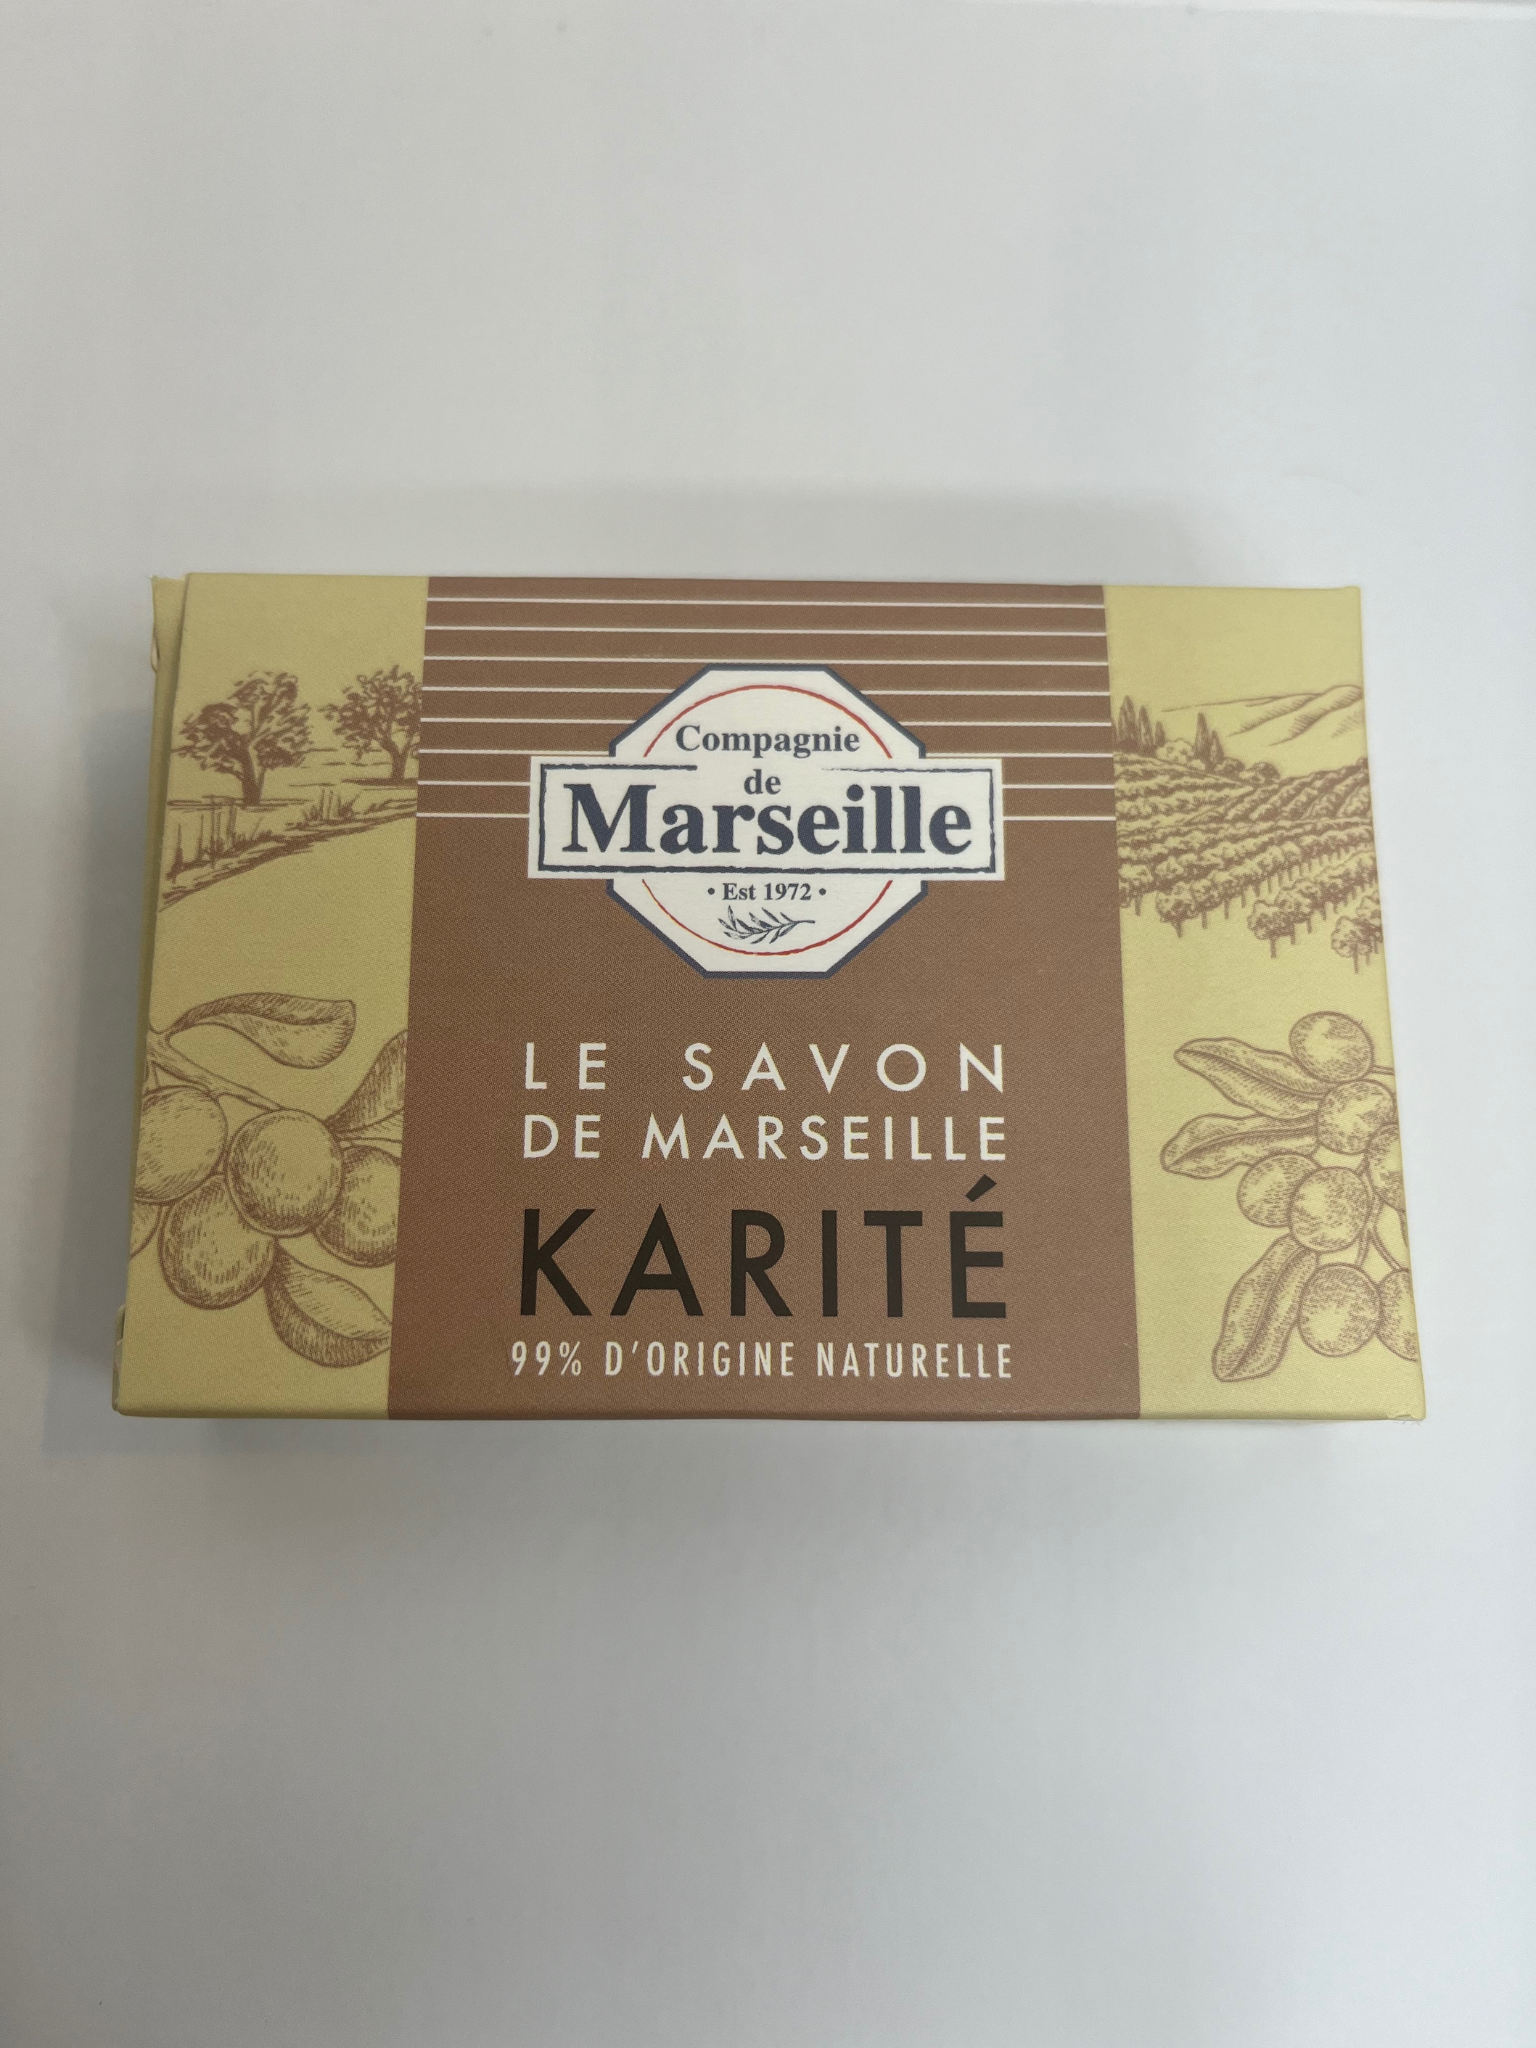 Compagnie
de
Marseille
• Est 1972 •
LE SAVON
DE MARSEILLE
KARITÉ
99% D'ORIGINE NATURELLE